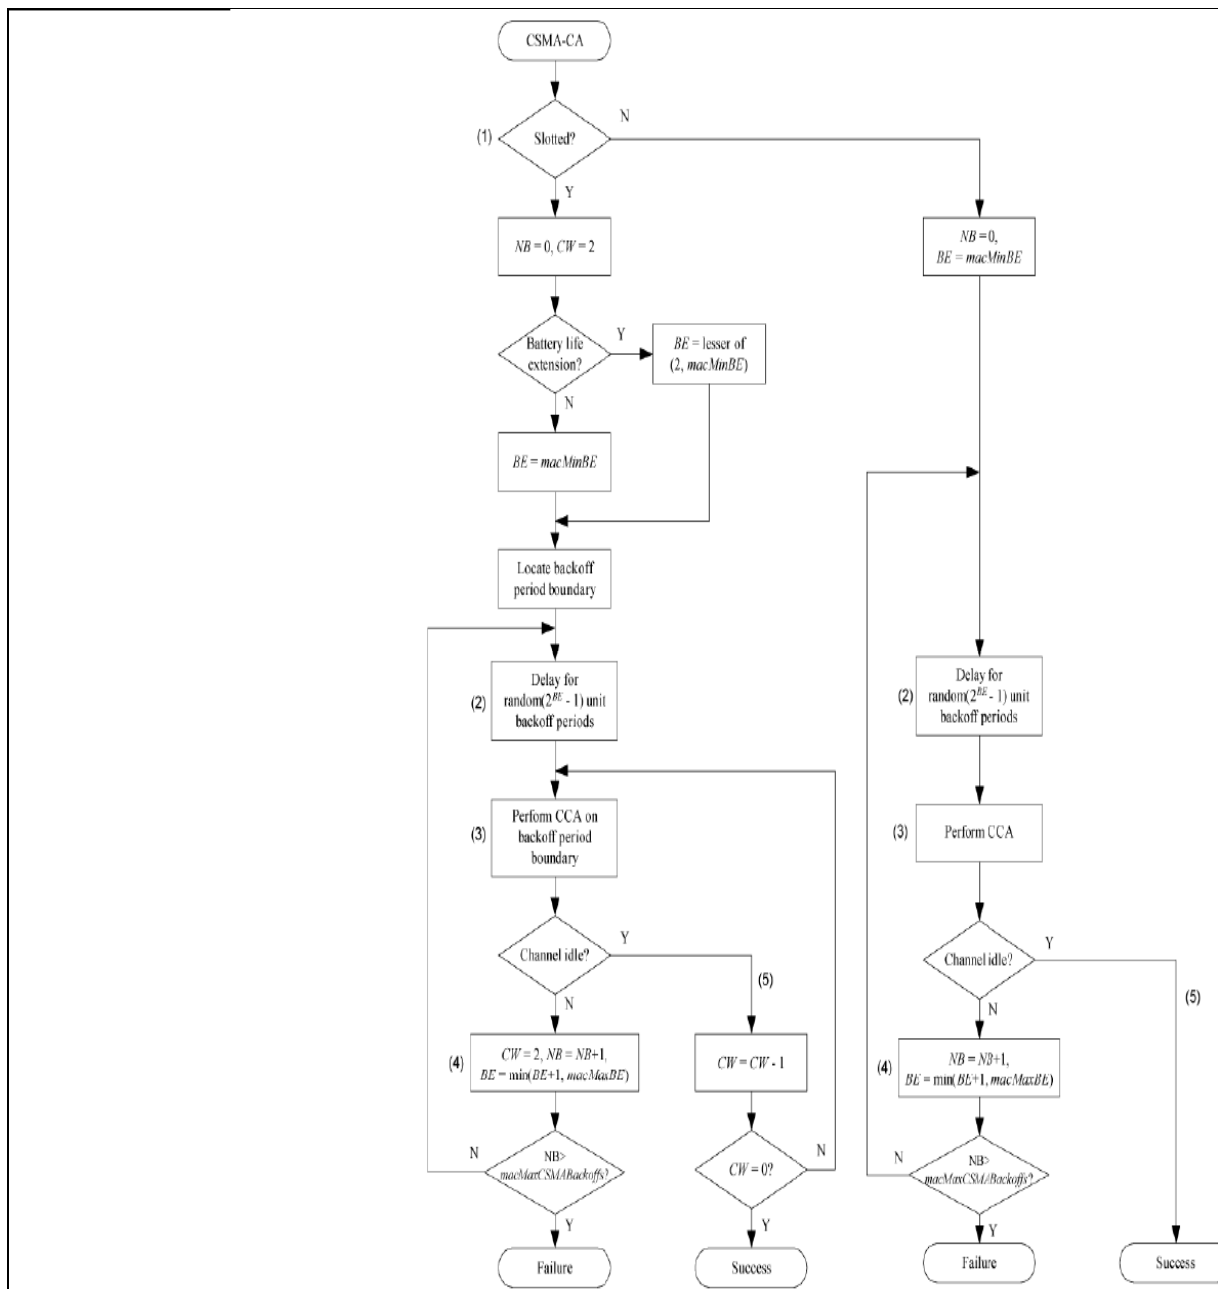 CSMA-CA
(1)
Slotted?
N
Y
NB = 0, CW = 2
Battery life
extension?
Y
BE = lesser of
(2, macMinBE)
N
BE = macMinBE
Locate backoff
period boundary
(2)
Delay for
random(2^BE - 1) unit
backoff periods
(3)
Perform CCA on
backoff period
boundary
Channel idle?
Y
(5)
N
(4)
CW = 2, NB = NB+1,
BE = min(BE+1, macMaxBE)
CW = CW - 1
N
NB>
macMaxCSMABackoffs?
CW = 0?
N
Y
Y
Failure
Success
NB = 0,
BE = macMinBE
(2)
Delay for
random(2^BE - 1) unit
backoff periods
(3)
Perform CCA
Channel idle?
Y
(5)
N
(4)
NB = NB+1,
BE = min(BE+1, macMaxBE)
N
NB>
macMaxCSMABackoffs?
Y
Failure
Success